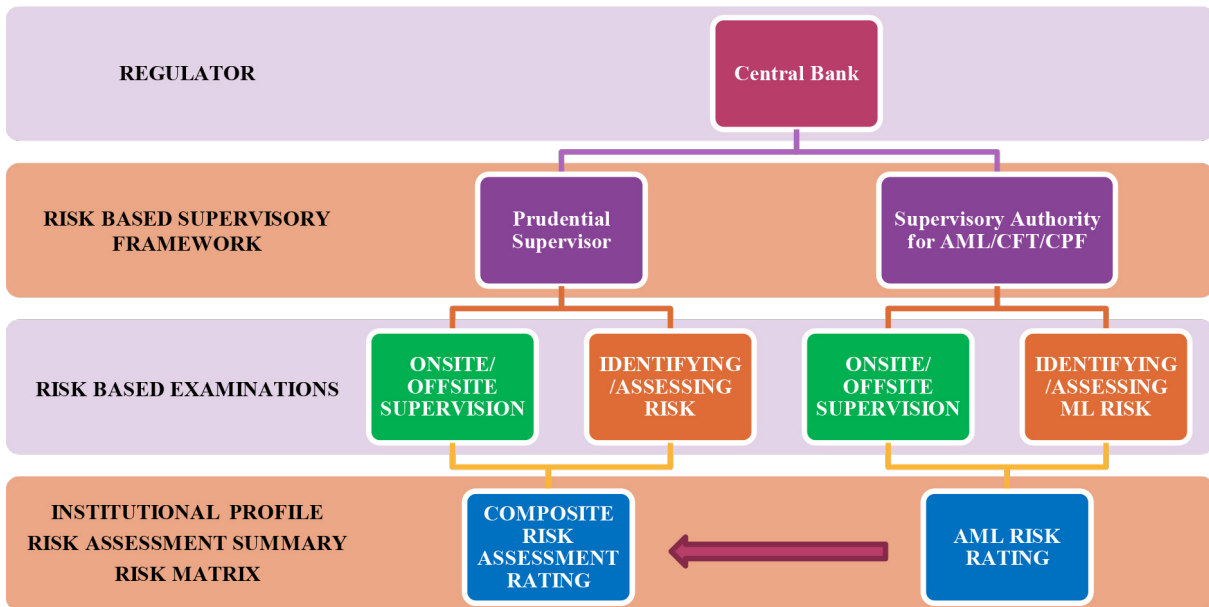 REGULATOR
Central Bank
RISK BASED SUPERVISORY
FRAMEWORK
Prudential
Supervisor
Supervisory Authority
for AML/CFT/CPF
RISK BASED EXAMINATIONS
ONSITE/
OFFSITE
SUPERVISION
IDENTIFYING
/ASSESSING
RISK
ONSITE/
OFFSITE
SUPERVISION
IDENTIFYING
/ASSESSING
ML RISK
INSTITUTIONAL PROFILE
RISK ASSESSMENT SUMMARY
RISK MATRIX
COMPOSITE
RISK
ASSESSMENT
RATING
AML RISK
RATING